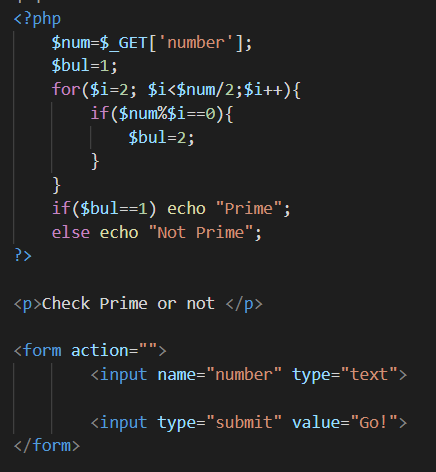 <?php
$num=$_GET['number'];
$bul=1;
for($i=2; $i<$num/2;$i++){
if($num%$i==0){
$bul=2;
}
}
if($bul==1) echo "Prime";
else echo "Not Prime";
?>
<p>Check Prime or not </p>
<form action="">
<input name="number" type="text">
<input type="submit" value="Go!">
</form>